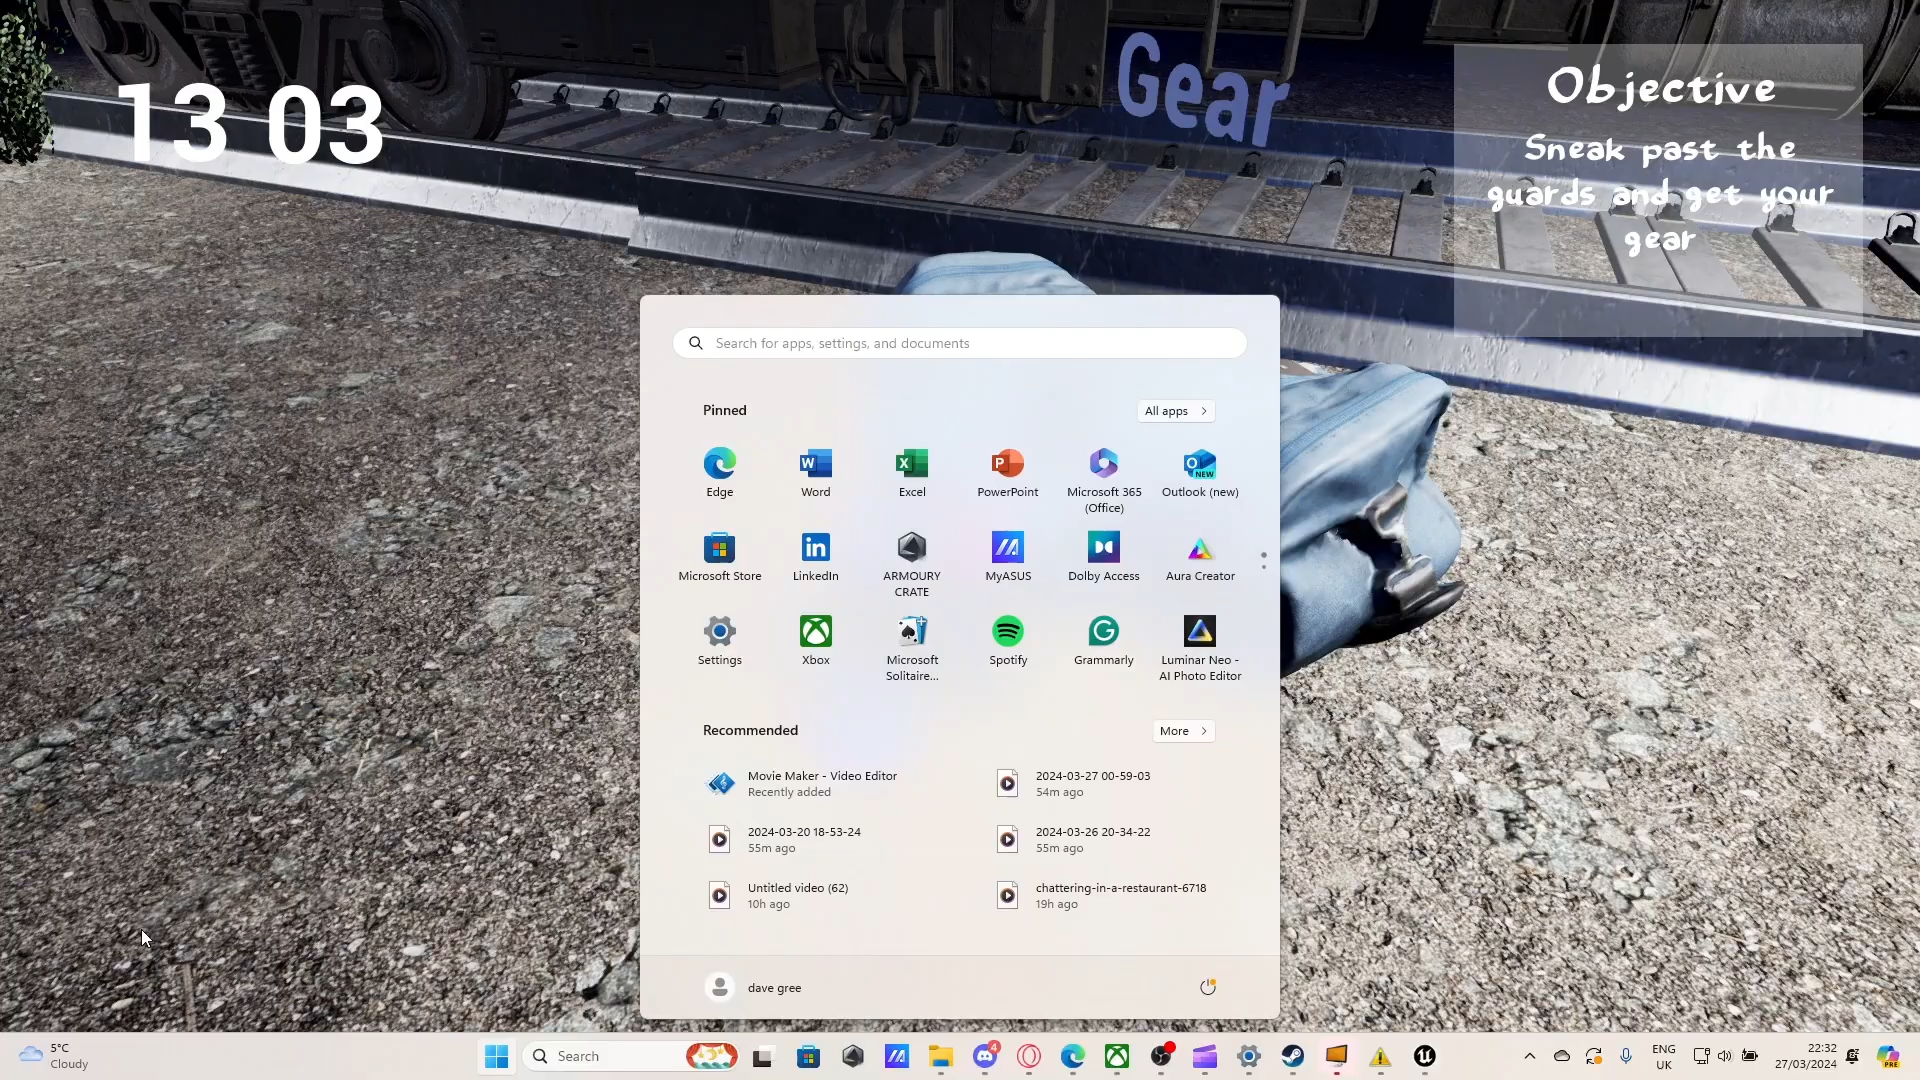 13 03
Gear
Objective
Sneak past the
guards and get your
gear
Search for apps, settings, and documents
Pinned
All apps
Edge
Word
Excel
PowerPoint
Microsoft 365
(Office)
Outlook (new)
Microsoft Store
LinkedIn
ARMOURY
CRATE
MyASUS
Dolby Access
Aura Creator
Settings
Xbox
Microsoft
Solitaire...
Spotify
Grammarly
Luminar Neo -
AI Photo Editor
Recommended
More
Movie Maker - Video Editor
Recently added
2024-03-27 00-59-03
54m ago
2024-03-20 18-53-24
55m ago
2024-03-26 20-34-22
55m ago
Untitled video (62)
10h ago
chattering-in-a-restaurant-6718
19h ago
dave gree
5°C
Cloudy
Search
4
ENG
UK
22:32
27/03/2024
PRE